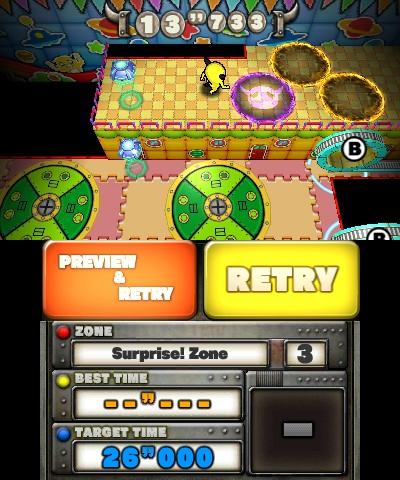 13"733
B
B
PREVIEW
&
RETRY
RETRY
ZONE
Surprise! Zone
3
BEST TIME
--"---
TARGET TIME
26"000